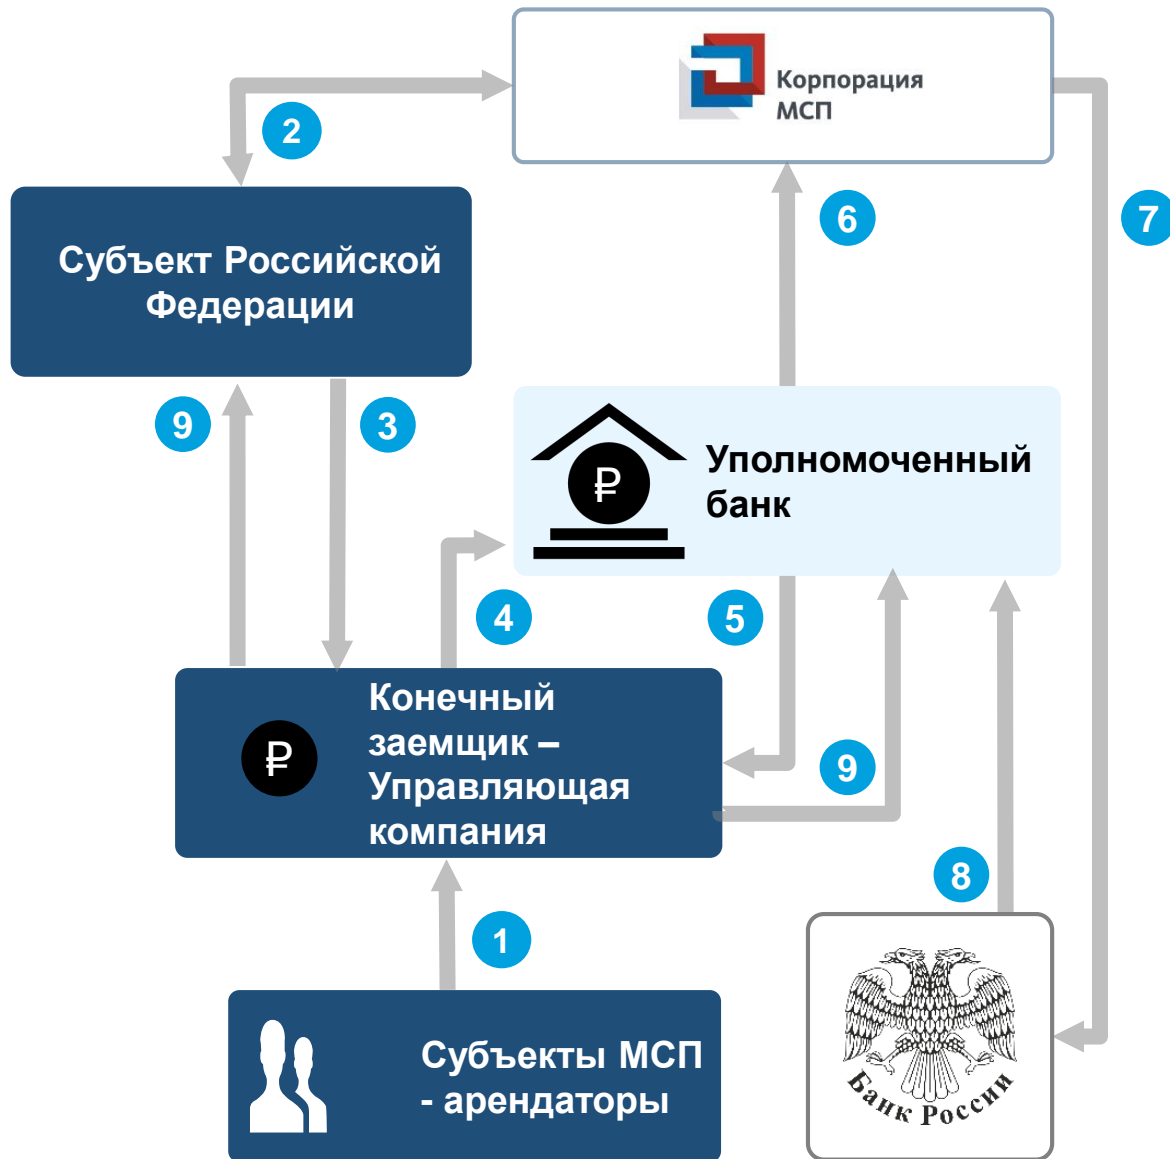 Корпорация
МСП
2
6
7
Субъект Российской
Федерации
9
3
₽
Уполномоченный
банк
4
5
₽
Конечный
заемщик –
Управляющая
компания
9
8
1
Субъекты МСП
- арендаторы
Банк России